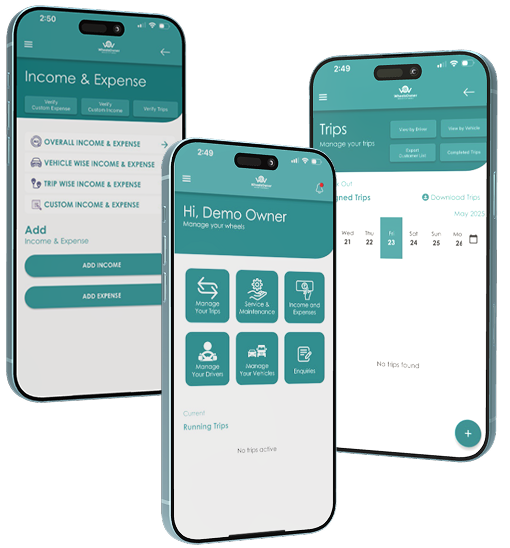 2:50
Income & Expense
Verify
Custom Expense
Verify
Custom Income
Verify Trips
OVERALL INCOME & EXPENSE
VEHICLE WISE INCOME & EXPENSE
TRIP WISE INCOME & EXPENSE
CUSTOM INCOME & EXPENSE
Add
Income & Expense
ADD INCOME
ADD EXPENSE
2:49
WheelsOwner
Hi, Demo Owner
Manage your wheels
Manage
Your Trips
Service &
Maintenance
Income and
Expenses
Manage
Your Drivers
Manage
Your Vehicles
Enquiries
Current
Running Trips
No trips active
2:49
Trips
Manage your trips
View by Driver
View by Vehicle
Export
Customer List
Completed Trips
Out
gned Trips
Download Trips
May 2025
Wed
21
Thu
22
Fri
23
Sat
24
Sun
25
Mo
26
No trips found
+